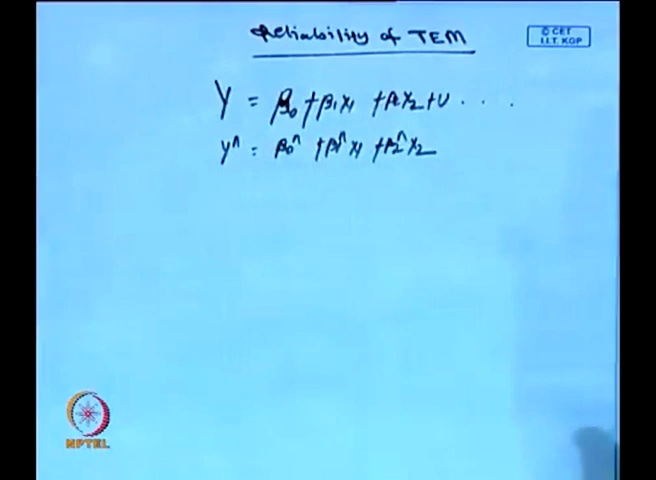 Reliability of TEM
© CET
I.I.T. KGP
Y = β₀ + β₁x₁ + β₂x₂ + U . . . .
y^ = β₀^ + β₁^ x₁ + β₂^ x₂
NPTEL